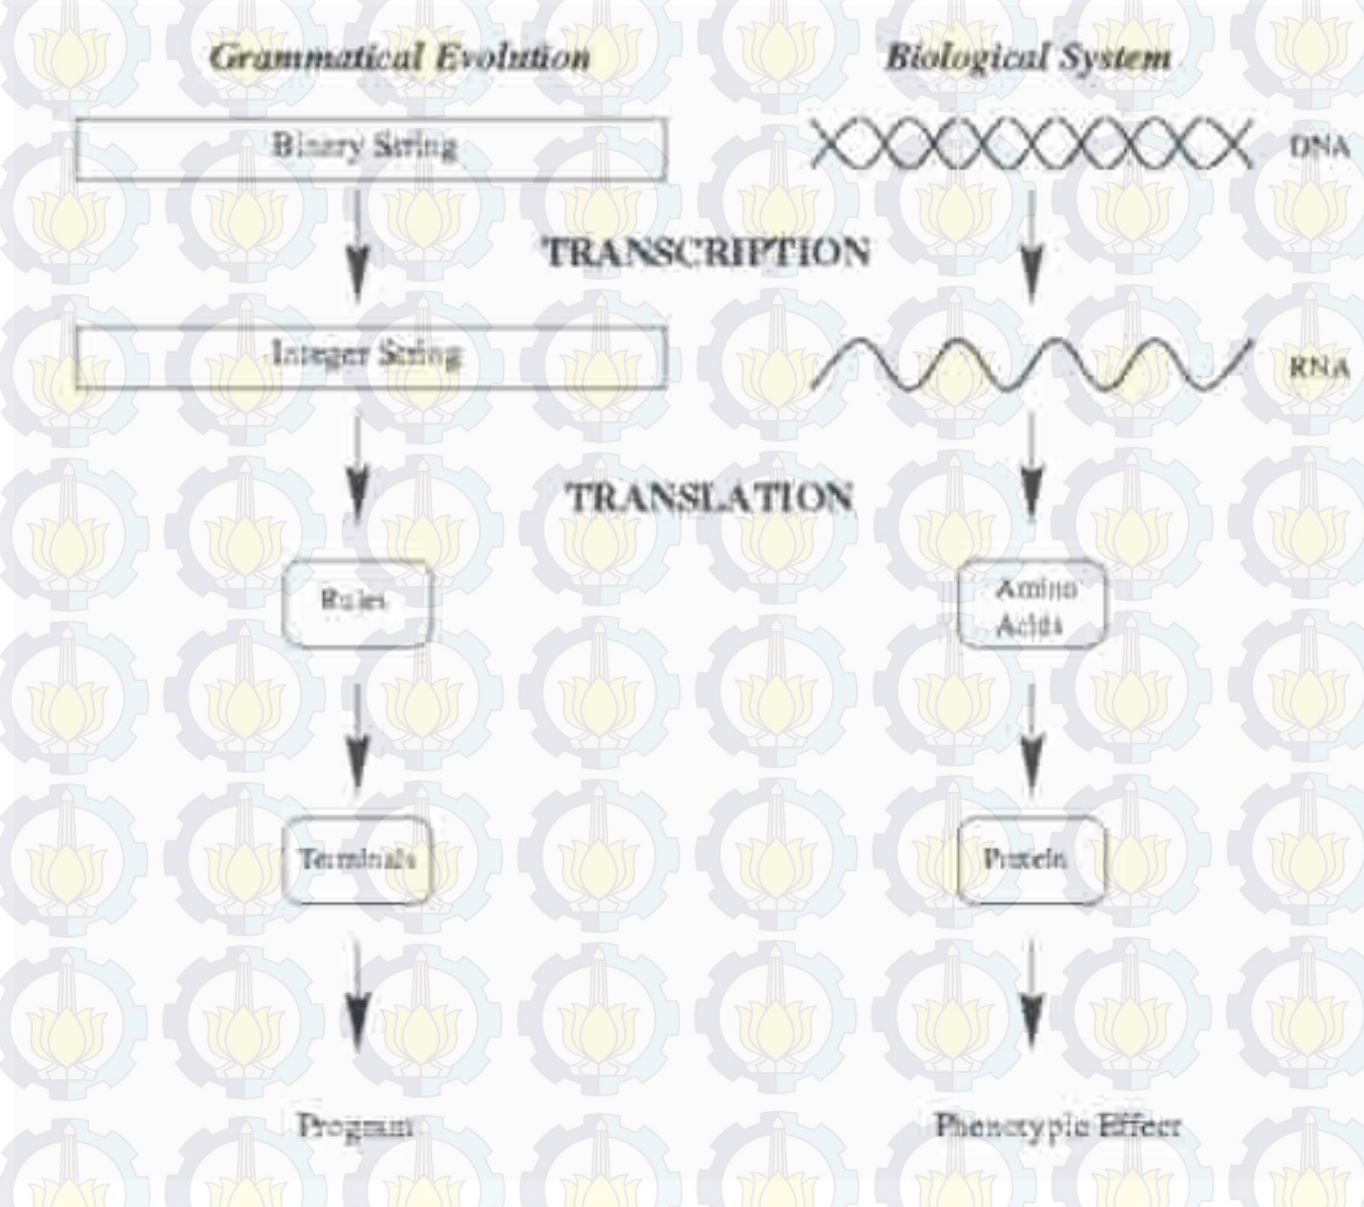 Grammatical Evolution
Biological System
Binary String
DNA
TRANSCRIPTION
Integer String
RNA
TRANSLATION
Rules
Amino
Acids
Terminals
Protein
Program
Phenotypic Effect